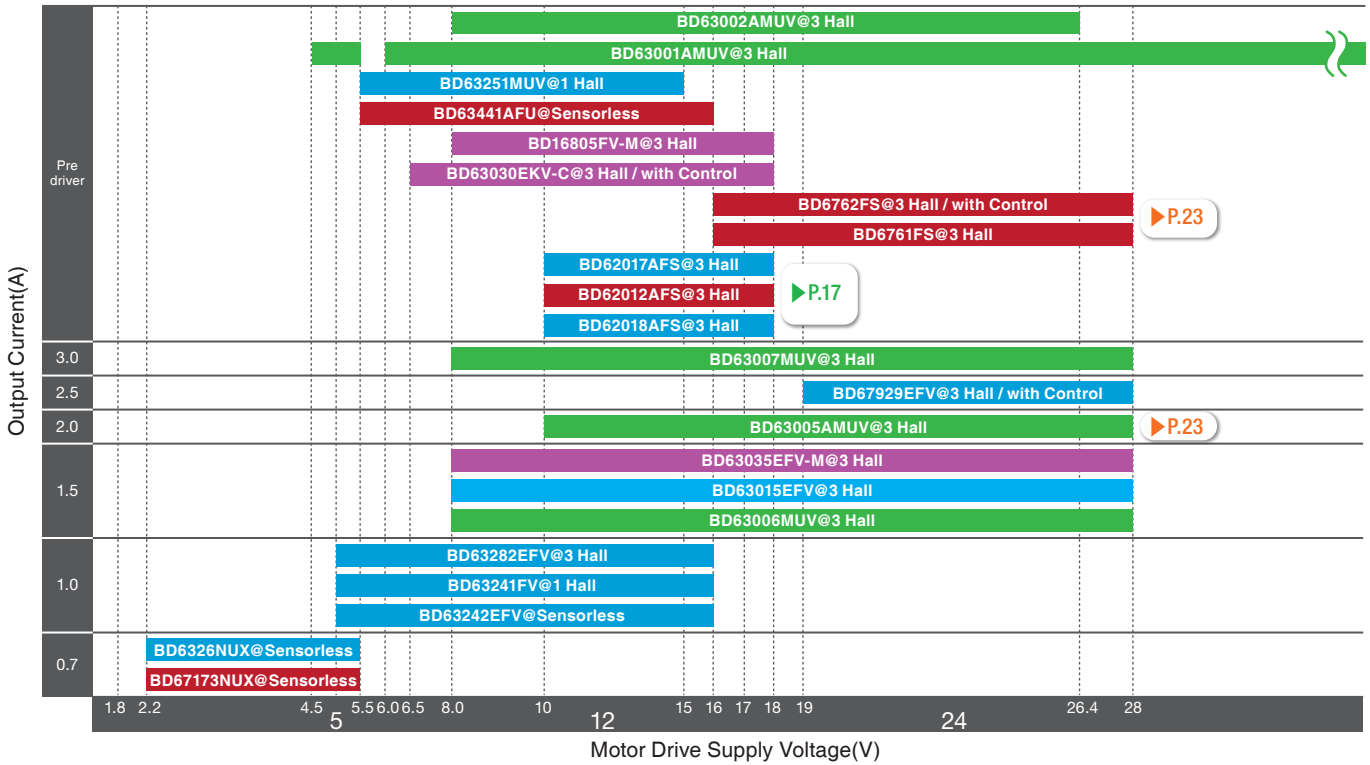 BD63002AMUV@3 Hall
BD63001AMUV@3 Hall
BD63251MUV@1 Hall
BD63441AFU@Sensorless
BD16805FV-M@3 Hall
Pre
driver
BD63030EKV-C@3 Hall / with Control
BD6762FS@3 Hall / with Control
▶P.23
BD6761FS@3 Hall
BD62017AFS@3 Hall
BD62012AFS@3 Hall
▶P.17
BD62018AFS@3 Hall
Output Current(A)
3.0
BD63007MUV@3 Hall
2.5
BD67929EFV@3 Hall / with Control
2.0
BD63005AMUV@3 Hall
▶P.23
BD63035EFV-M@3 Hall
1.5
BD63015EFV@3 Hall
BD63006MUV@3 Hall
BD63282EFV@3 Hall
1.0
BD63241FV@1 Hall
BD63242EFV@Sensorless
BD6326NUX@Sensorless
0.7
BD67173NUX@Sensorless
1.8 2.2 4.5 5.5 6.0 6.5 8.0 10 15 16 17 18 19 26.4 28
5 12 24
Motor Drive Supply Voltage(V)